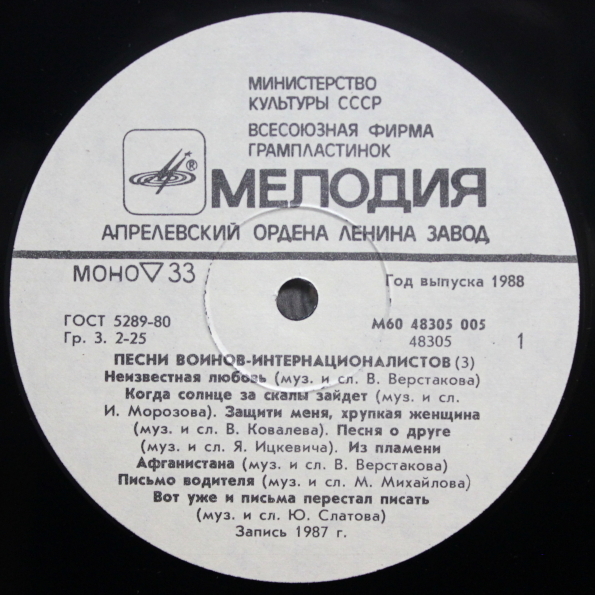 МИНИСТЕРСТВО
КУЛЬТУРЫ СССР
ВСЕСОЮЗНАЯ ФИРМА
ГРАМПЛАСТИНОК
®
МЕЛОДИЯ
АПРЕЛЕВСКИЙ ОРДЕНА ЛЕНИНА ЗАВОД
МОНО ▽ 33
Год выпуска 1988
ГОСТ 5289-80
М60 48305 005
Гр. 3. 2-25
48305
1
ПЕСНИ ВОИНОВ-ИНТЕРНАЦИОНАЛИСТОВ (3)
Неизвестная любовь (муз. и сл. В. Верстакова)
Когда солнце за скалы зайдет (муз. и сл.
И. Морозова). Защити меня, хрупкая женщина
(муз. и сл. В. Ковалева). Песня о друге
(муз. и сл. Я. Ицкевича). Из пламени
Афганистана (муз. и сл. В. Верстакова)
Письмо водителя (муз. и сл. М. Михайлова)
Вот уже и письма перестал писать
(муз. и сл. Ю. Слатова)
Запись 1987 г.